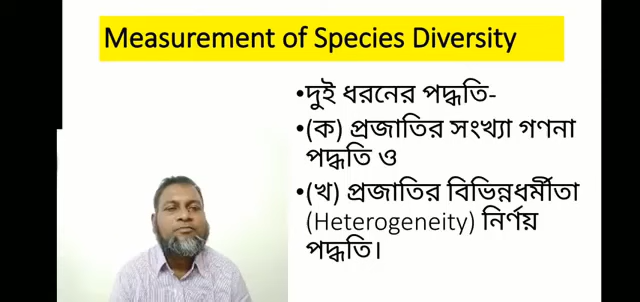 Measurement of Species Diversity
•দুই ধরনের পদ্ধতি-
•(ক) প্রজাতির সংখ্যা গণনা
পদ্ধতি ও
•(খ) প্রজাতির বিভিন্নধর্মীতা
(Heterogeneity) নির্ণয়
পদ্ধতি।